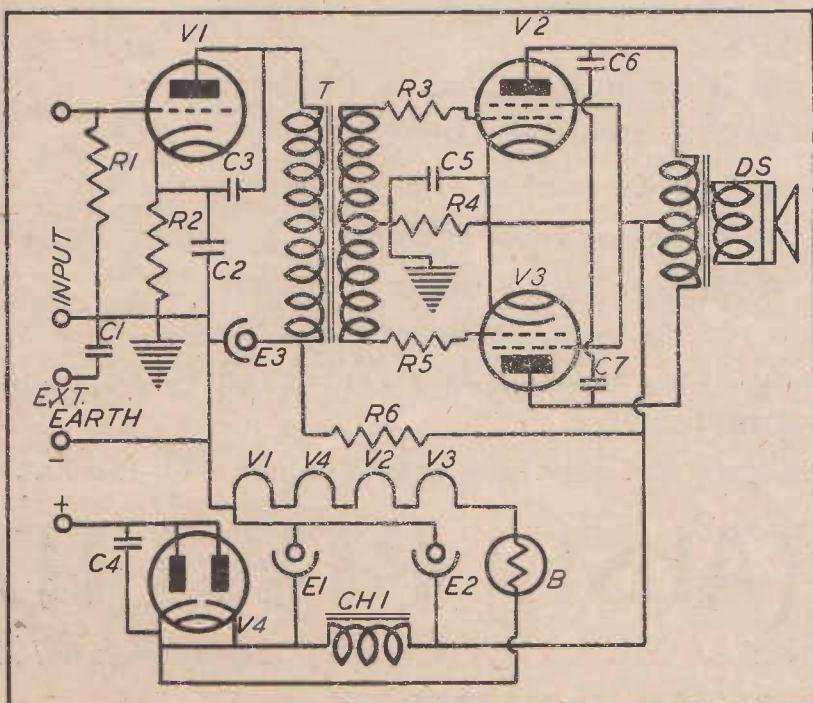 V1
V2
C6
T
R3
DS
R1
C3
C5
R2
R4
C2
V3
INPUT
C1
E3
R5
C7
EXT.
EARTH
R6
-
V1 V4 V2 V3
+
C4
E1
E2
B
V4
CH1